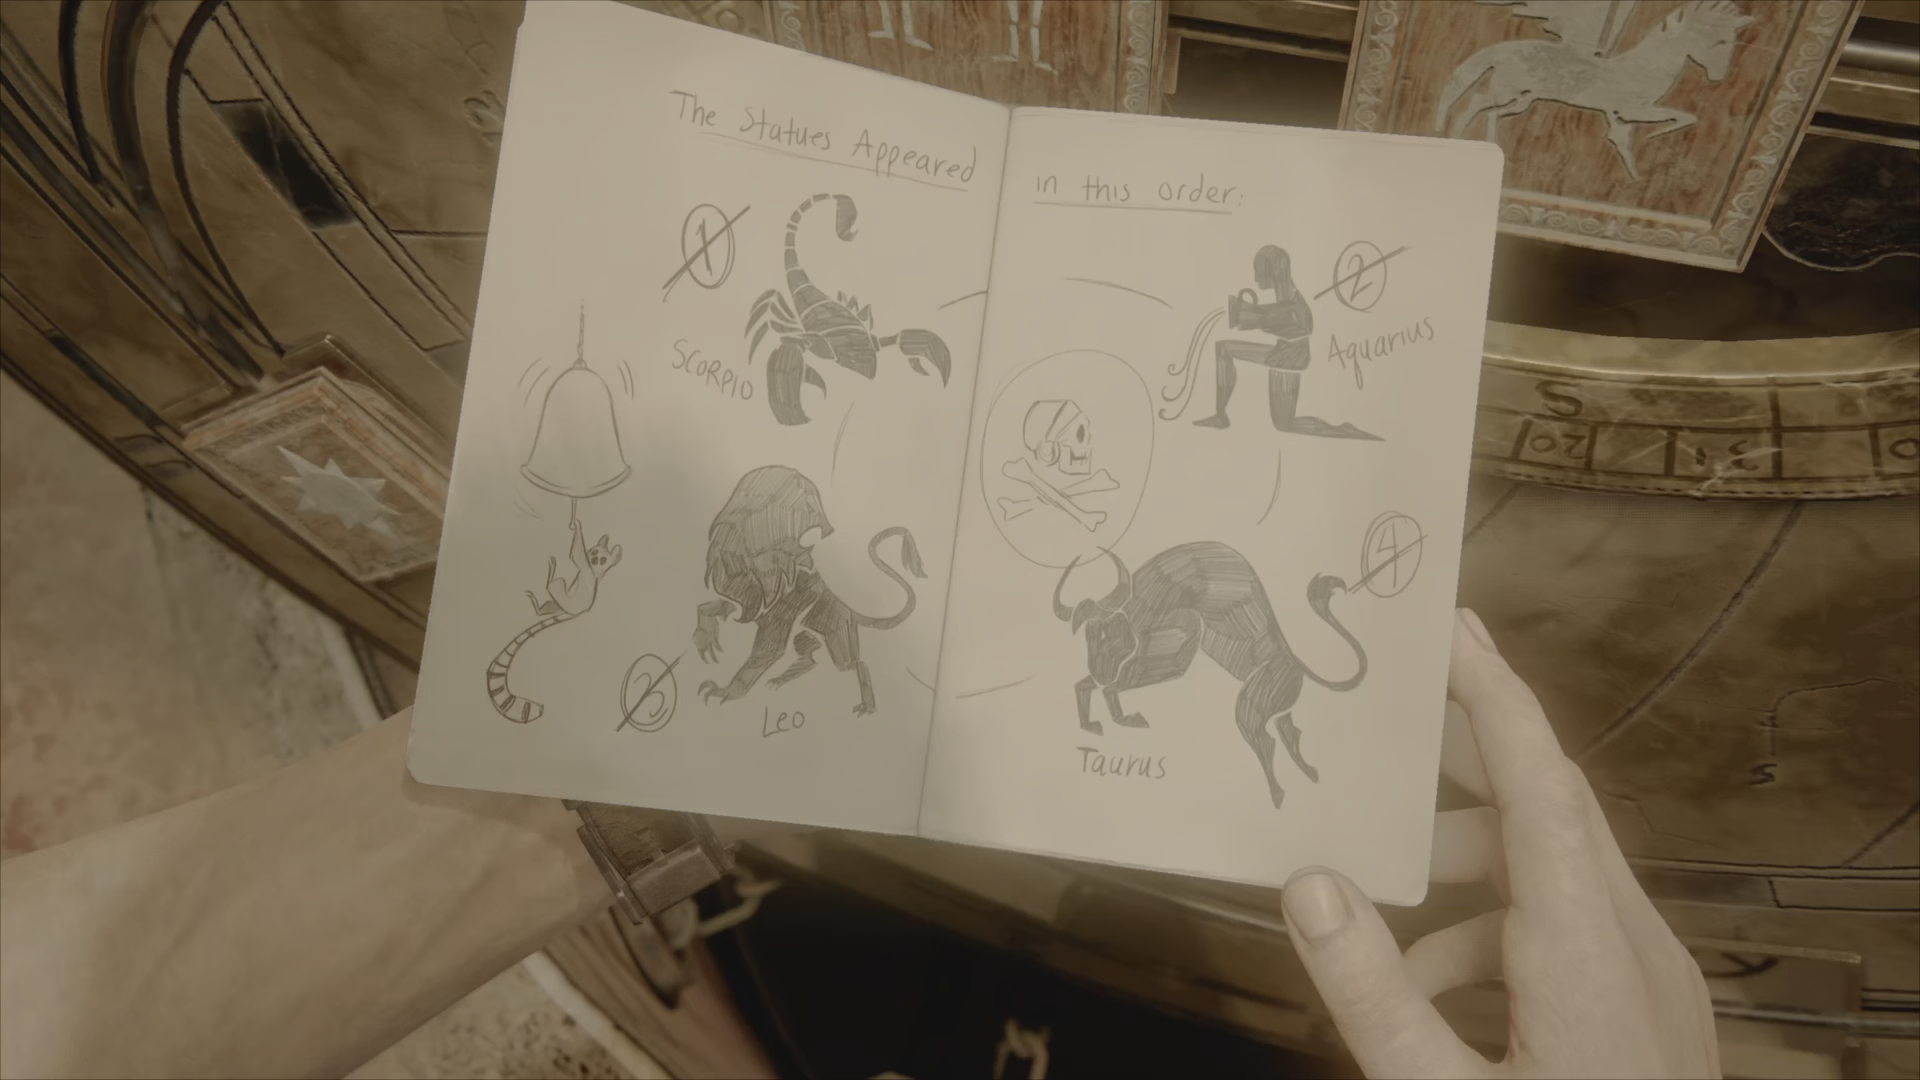 The Statues Appeared
in this order:
1
SCORPIO
2
Aquarius
3
Leo
4
Taurus